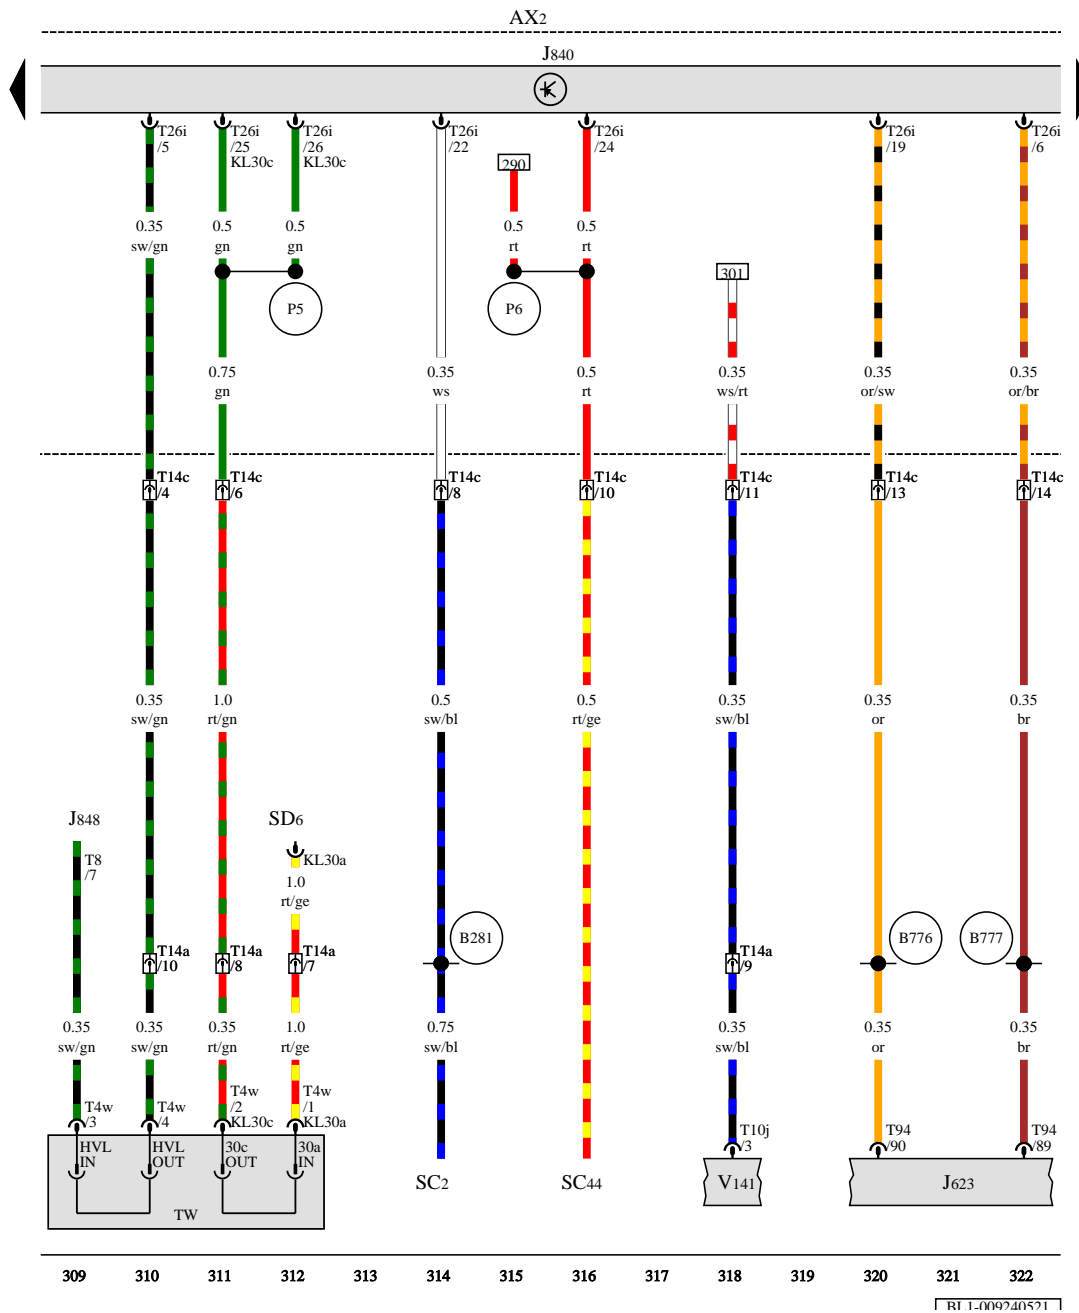 AX2
J840
T26i
/5
T26i
/25
KL30c
T26i
/26
KL30c
T26i
/22
T26i
/24
T26i
/19
T26i
/6
290
0.35
sw/gn
0.5
gn
0.5
gn
0.5
rt
0.5
rt
301
P5
P6
0.75
gn
0.35
ws
0.5
rt
0.35
ws/rt
0.35
or/sw
0.35
or/br
T14c
/4
T14c
/6
T14c
/8
T14c
/10
T14c
/11
T14c
/13
T14c
/14
0.35
sw/gn
1.0
rt/gn
0.5
sw/bl
0.5
rt/ge
0.35
sw/bl
0.35
or
0.35
br
J848
T8
/7
SD6
KL30a
1.0
rt/ge
B281
B776
B777
T14a
/10
T14a
/8
T14a
/7
T14a
/9
0.35
sw/gn
0.35
sw/gn
0.35
rt/gn
1.0
rt/ge
0.75
sw/bl
0.35
sw/bl
0.35
or
0.35
br
T4w
/3
T4w
/4
T4w
/2
KL30c
T4w
/1
KL30a
T10j
/3
T94
/90
T94
/89
HVL
IN
HVL
OUT
30c
OUT
30a
IN
TW
SC2
SC44
V141
J623
309 310 311 312 313 314 315 316 317 318 319 320 321 322
BL1-009240521